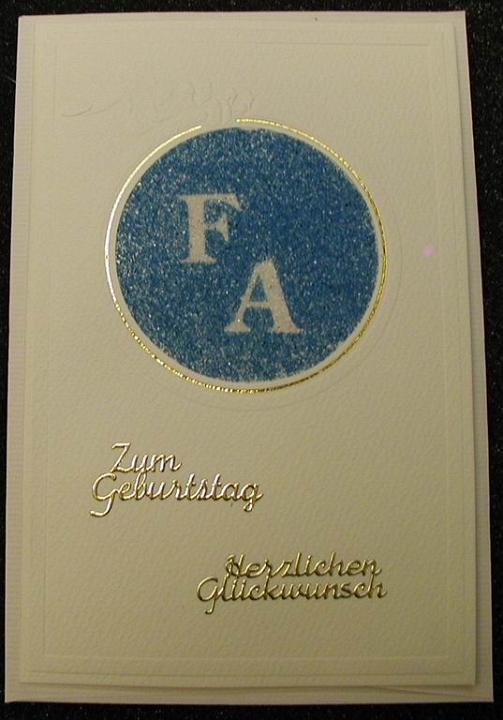 F
A
Zum
Geburtstag
Herzlichen
Glückwunsch